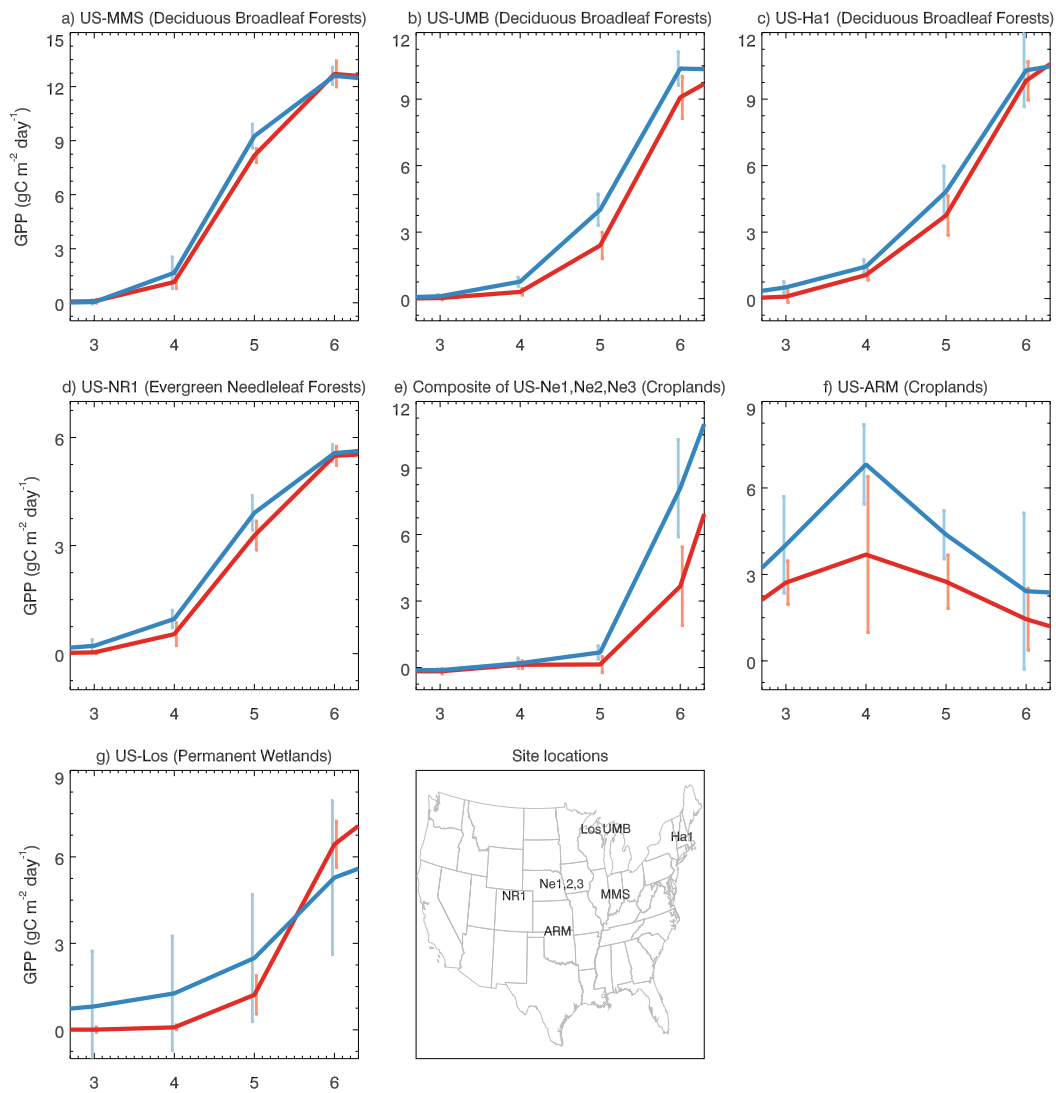 a) US-MMS (Deciduous Broadleaf Forests)
b) US-UMB (Deciduous Broadleaf Forests)
c) US-Ha1 (Deciduous Broadleaf Forests)
15
12
9
6
3
0
GPP (gC m⁻² day⁻¹)
3 4 5 6
12
9
6
3
0
3 4 5 6
12
9
6
3
0
3 4 5 6
d) US-NR1 (Evergreen Needleleaf Forests)
e) Composite of US-Ne1,Ne2,Ne3 (Croplands)
f) US-ARM (Croplands)
6
3
0
GPP (gC m⁻² day⁻¹)
3 4 5 6
12
9
6
3
0
3 4 5 6
9
6
3
0
3 4 5 6
g) US-Los (Permanent Wetlands)
Site locations
9
6
3
0
GPP (gC m⁻² day⁻¹)
3 4 5 6
Los
UMB
Ha1
Ne1,2,3
NR1
MMS
ARM